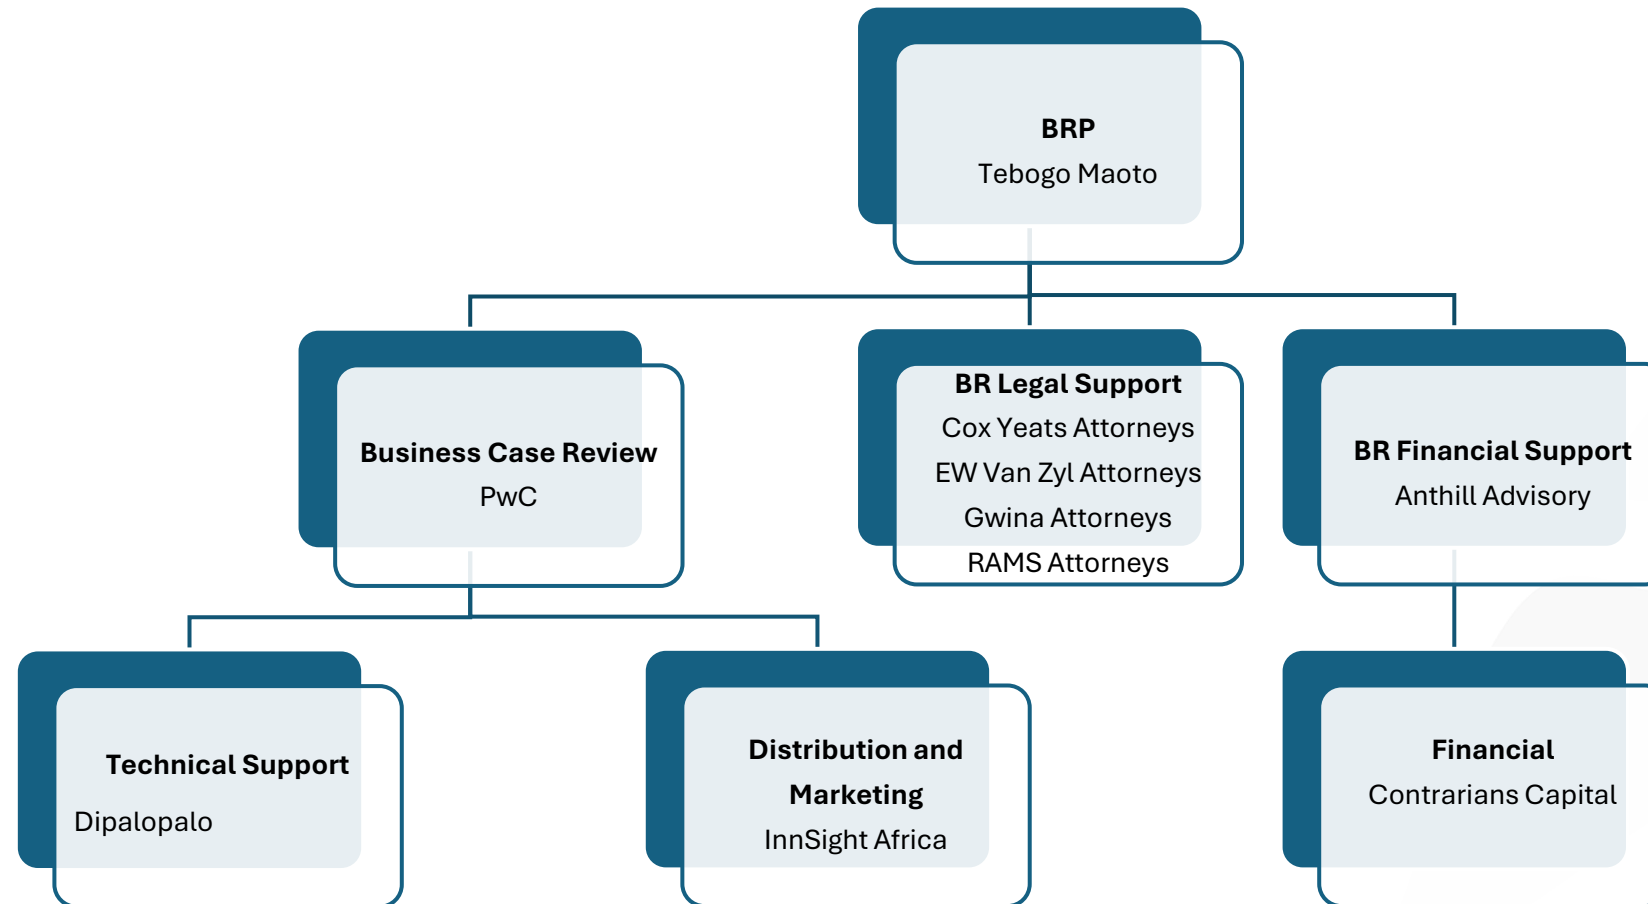 BRP
Tebogo Maoto
Business Case Review
PwC
BR Legal Support
Cox Yeats Attorneys
EW Van Zyl Attorneys
Gwina Attorneys
RAMS Attorneys
BR Financial Support
Anthill Advisory
Technical Support
Dipalopalo
Distribution and
Marketing
InnSight Africa
Financial
Contrarians Capital